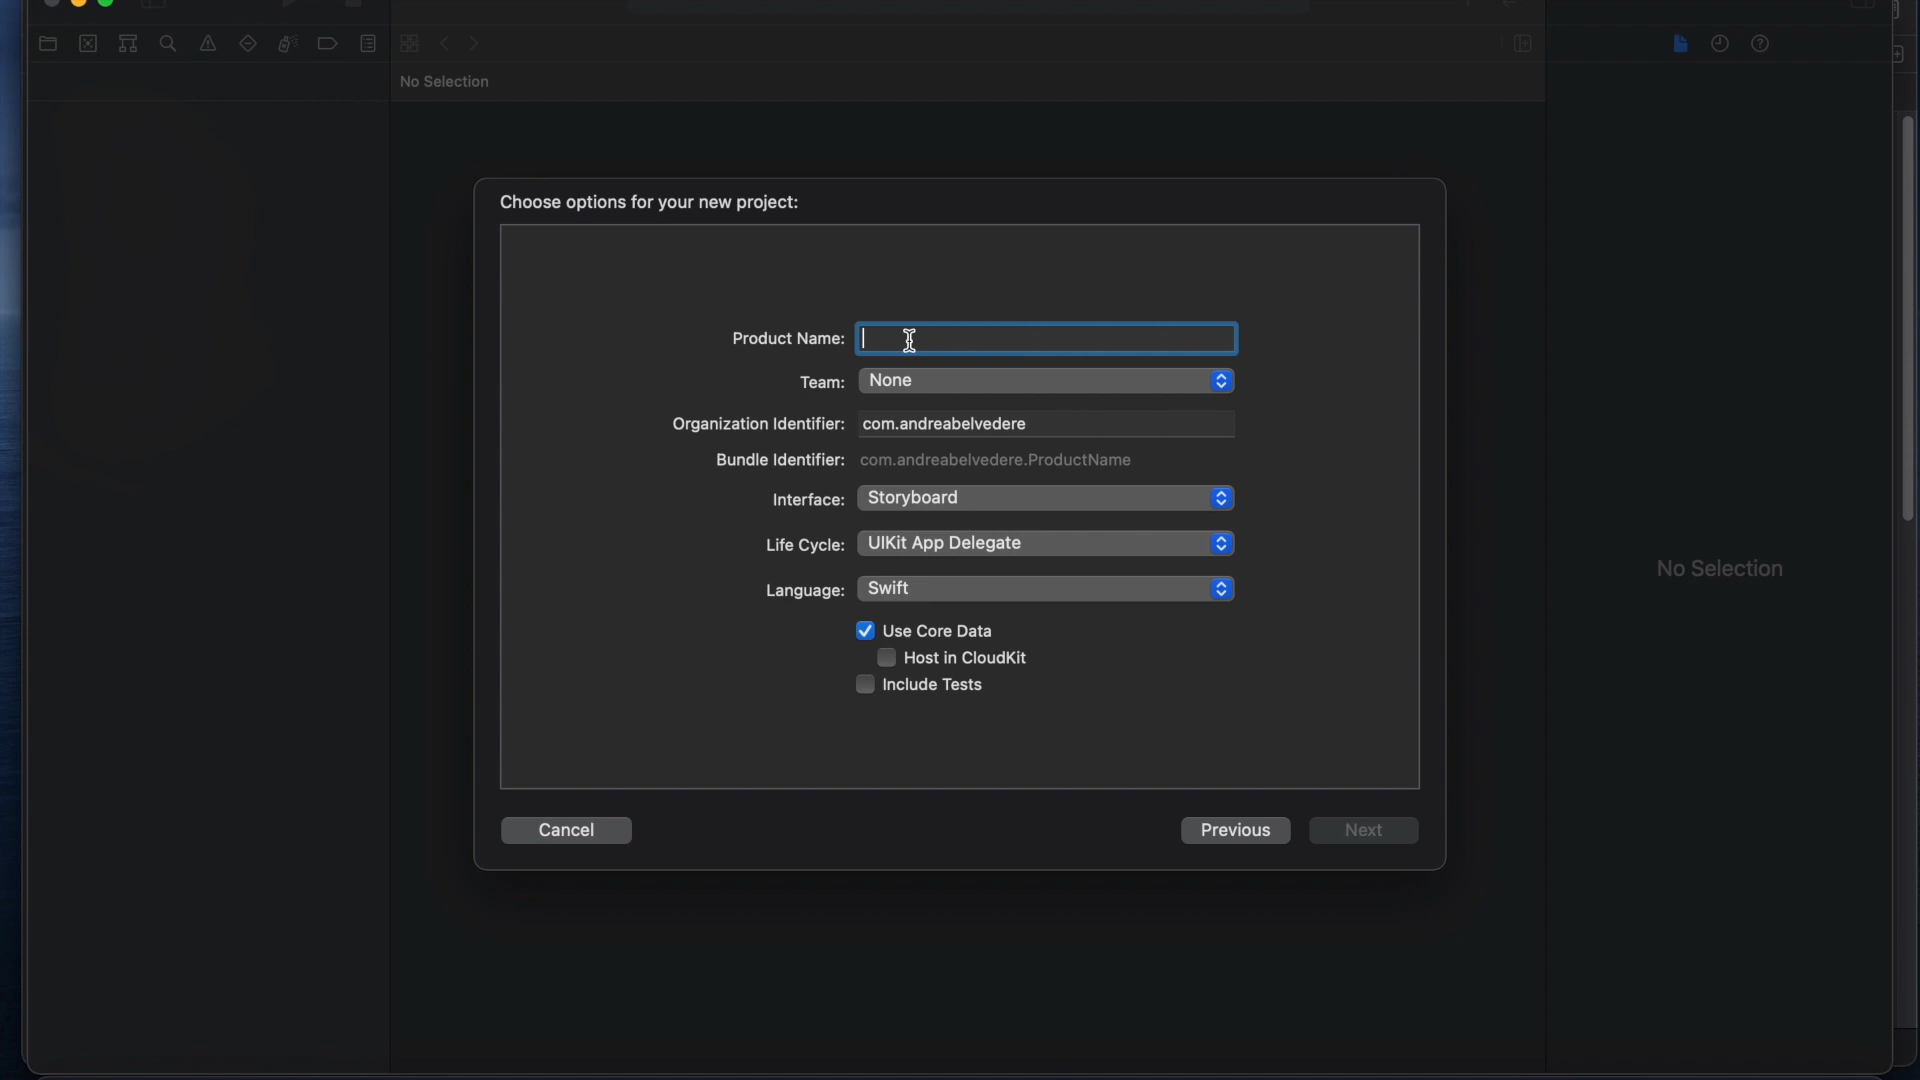 No Selection
Choose options for your new project:
Product Name:
Team: None
Organization Identifier: com.andreabelvedere
Bundle Identifier: com.andreabelvedere.ProductName
Interface: Storyboard
Life Cycle: UIKit App Delegate
Language: Swift
Use Core Data
Host in CloudKit
Include Tests
Cancel
Previous
Next
No Selection